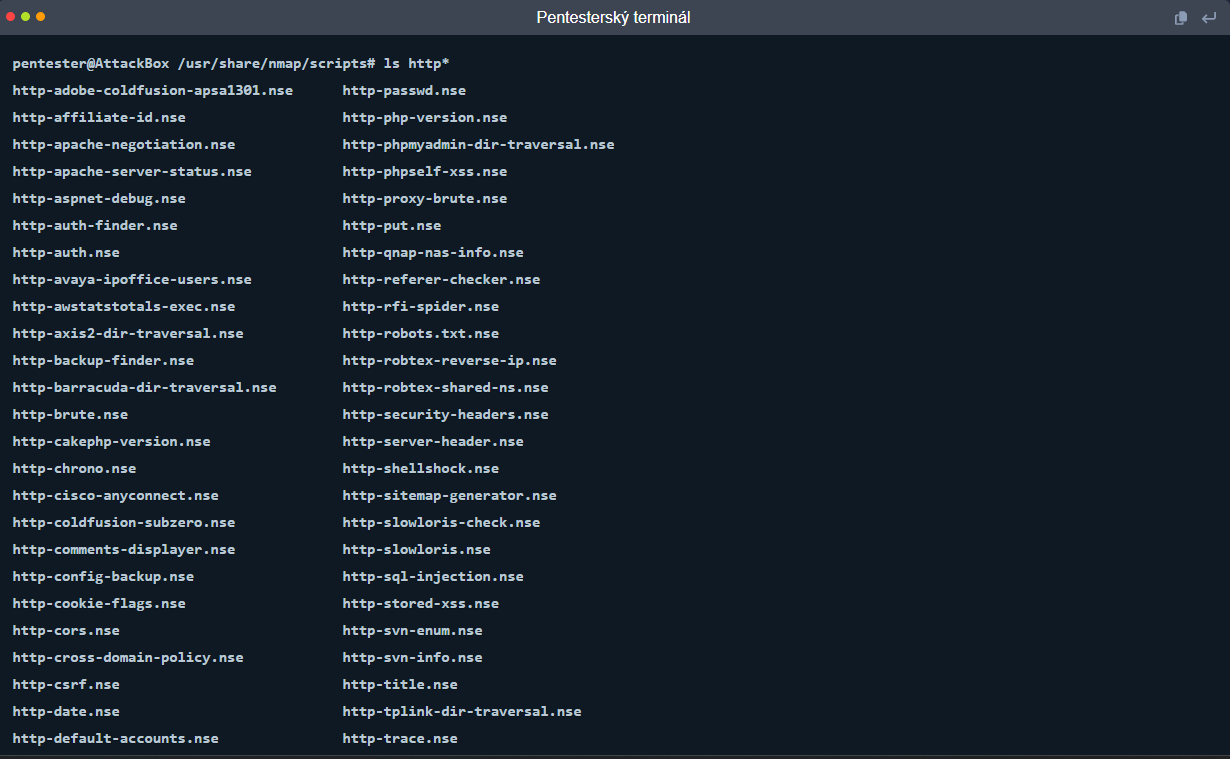 Pentesterský terminál
pentester@AttackBox /usr/share/nmap/scripts# ls http*
http-adobe-coldfusion-apsa1301.nse http-passwd.nse
http-affiliate-id.nse http-php-version.nse
http-apache-negotiation.nse http-phpmyadmin-dir-traversal.nse
http-apache-server-status.nse http-phpself-xss.nse
http-aspnet-debug.nse http-proxy-brute.nse
http-auth-finder.nse http-put.nse
http-auth.nse http-qnap-nas-info.nse
http-avaya-ipoffice-users.nse http-referer-checker.nse
http-awstatstotals-exec.nse http-rfi-spider.nse
http-axis2-dir-traversal.nse http-robots.txt.nse
http-backup-finder.nse http-robtex-reverse-ip.nse
http-barracuda-dir-traversal.nse http-robtex-shared-ns.nse
http-brute.nse http-security-headers.nse
http-cakephp-version.nse http-server-header.nse
http-chrono.nse http-shellshock.nse
http-cisco-anyconnect.nse http-sitemap-generator.nse
http-coldfusion-subzero.nse http-slowloris-check.nse
http-comments-displayer.nse http-slowloris.nse
http-config-backup.nse http-sql-injection.nse
http-cookie-flags.nse http-stored-xss.nse
http-cors.nse http-svn-enum.nse
http-cross-domain-policy.nse http-svn-info.nse
http-csrf.nse http-title.nse
http-date.nse http-tplink-dir-traversal.nse
http-default-accounts.nse http-trace.nse